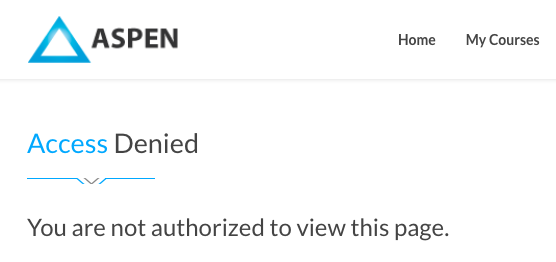 ASPEN
Home My Courses
Access Denied
You are not authorized to view this page.